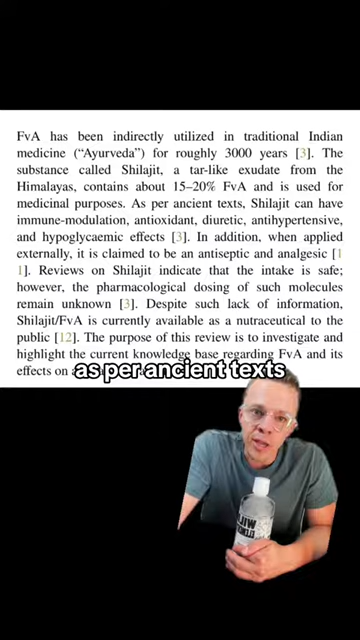 FvA has been indirectly utilized in traditional Indian
medicine (“Ayurveda”) for roughly 3000 years [3]. The
substance called Shilajit, a tar-like exudate from the
Himalayas, contains about 15–20% FvA and is used for
medicinal purposes. As per ancient texts, Shilajit can have
immune-modulation, antioxidant, diuretic, antihypertensive,
and hypoglycaemic effects [3]. In addition, when applied
externally, it is claimed to be an antiseptic and analgesic [1
1]. Reviews on Shilajit indicate that the intake is safe;
however, the pharmacological dosing of such molecules
remain unknown [3]. Despite such lack of information,
Shilajit/FvA is currently available as a nutraceutical to the
public [12]. The purpose of this review is to investigate and
highlight the current knowledge base regarding FvA and its
effects on
as per ancient texts